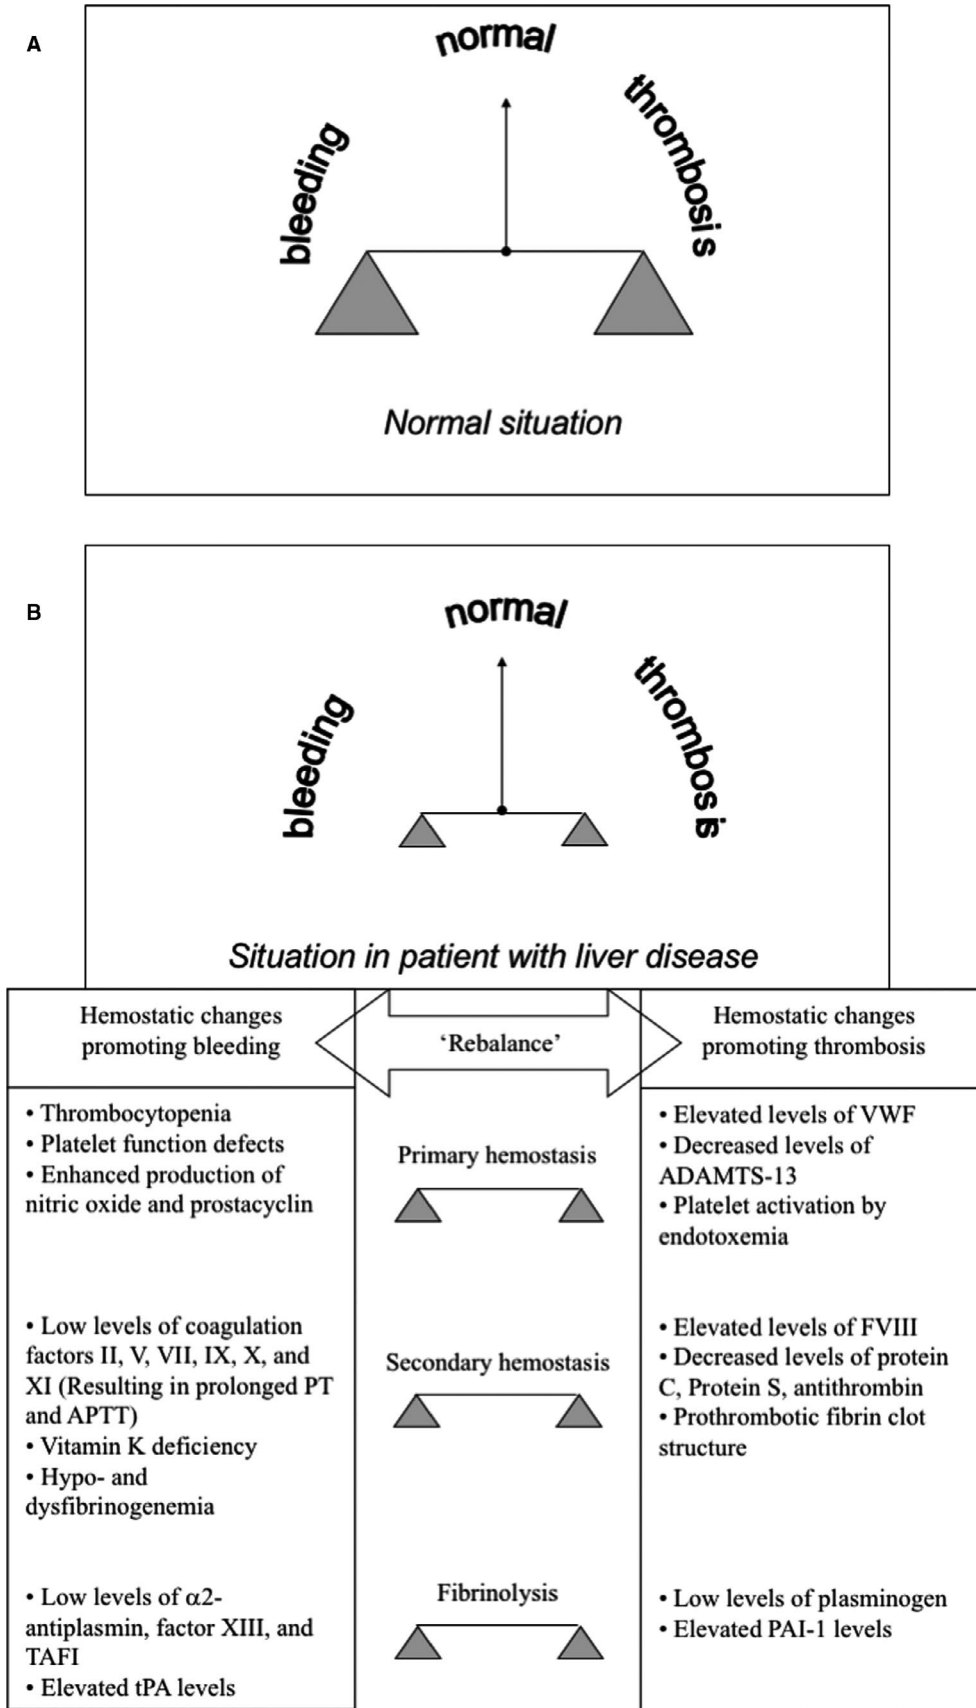 A
normal
bleeding
thrombosis
Normal situation
B
normal
bleeding
thrombosis
Situation in patient with liver disease
Hemostatic changes
promoting bleeding
‘Rebalance’
Hemostatic changes
promoting thrombosis
• Thrombocytopenia
• Platelet function defects
• Enhanced production of
nitric oxide and prostacyclin
Primary hemostasis
• Elevated levels of VWF
• Decreased levels of
ADAMTS-13
• Platelet activation by
endotoxemia
• Low levels of coagulation
factors II, V, VII, IX, X, and
XI (Resulting in prolonged PT
and APTT)
• Vitamin K deficiency
• Hypo- and
dysfibrinogenemia
Secondary hemostasis
• Elevated levels of FVIII
• Decreased levels of protein
C, Protein S, antithrombin
• Prothrombotic fibrin clot
structure
• Low levels of α2-
antiplasmin, factor XIII, and
TAFI
• Elevated tPA levels
Fibrinolysis
• Low levels of plasminogen
• Elevated PAI-1 levels